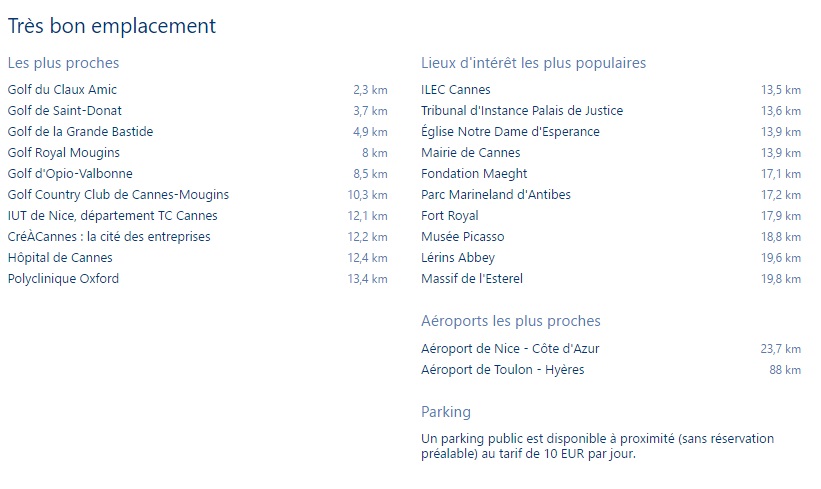 Très bon emplacement
Les plus proches
Golf du Claux Amic 2,3 km
Golf de Saint-Donat 3,7 km
Golf de la Grande Bastide 4,9 km
Golf Royal Mougins 8 km
Golf d'Opio-Valbonne 8,5 km
Golf Country Club de Cannes-Mougins 10,3 km
IUT de Nice, département TC Cannes 12,1 km
CréÀCannes : la cité des entreprises 12,2 km
Hôpital de Cannes 12,4 km
Polyclinique Oxford 13,4 km
Lieux d'intérêt les plus populaires
ILEC Cannes 13,5 km
Tribunal d'Instance Palais de Justice 13,6 km
Église Notre Dame d'Esperance 13,9 km
Mairie de Cannes 13,9 km
Fondation Maeght 17,1 km
Parc Marineland d'Antibes 17,2 km
Fort Royal 17,9 km
Musée Picasso 18,8 km
Lérins Abbey 19,6 km
Massif de l'Esterel 19,8 km
Aéroports les plus proches
Aéroport de Nice - Côte d'Azur 23,7 km
Aéroport de Toulon - Hyères 88 km
Parking
Un parking public est disponible à proximité (sans réservation
préalable) au tarif de 10 EUR par jour.